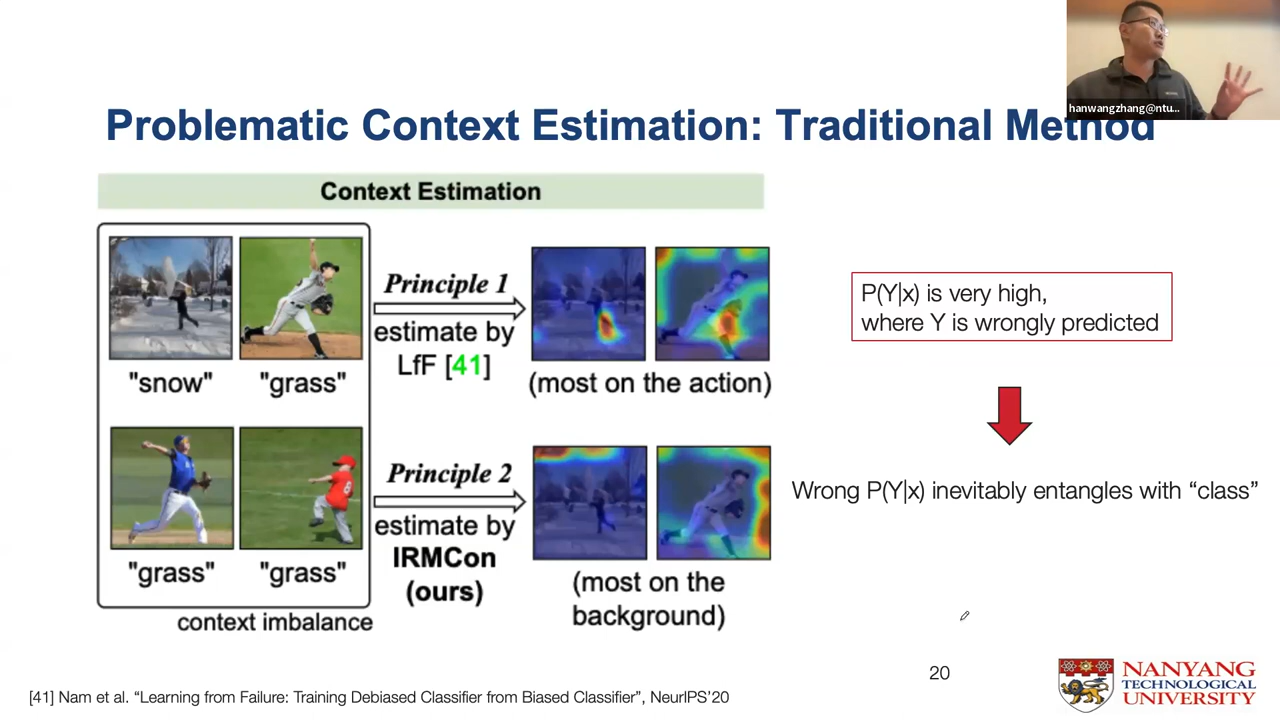 hanwangzhang@ntu...
Problematic Context Estimation: Traditional Method
Context Estimation
"snow"
"grass"
"grass"
"grass"
context imbalance
Principle 1
estimate by
LfF [41]
(most on the action)
Principle 2
estimate by
IRMCon
(ours)
(most on the
background)
P(Y|x) is very high,
where Y is wrongly predicted
Wrong P(Y|x) inevitably entangles with “class”
20
[41] Nam et al. “Learning from Failure: Training Debiased Classifier from Biased Classifier”, NeurIPS’20
NANYANG
TECHNOLOGICAL
UNIVERSITY